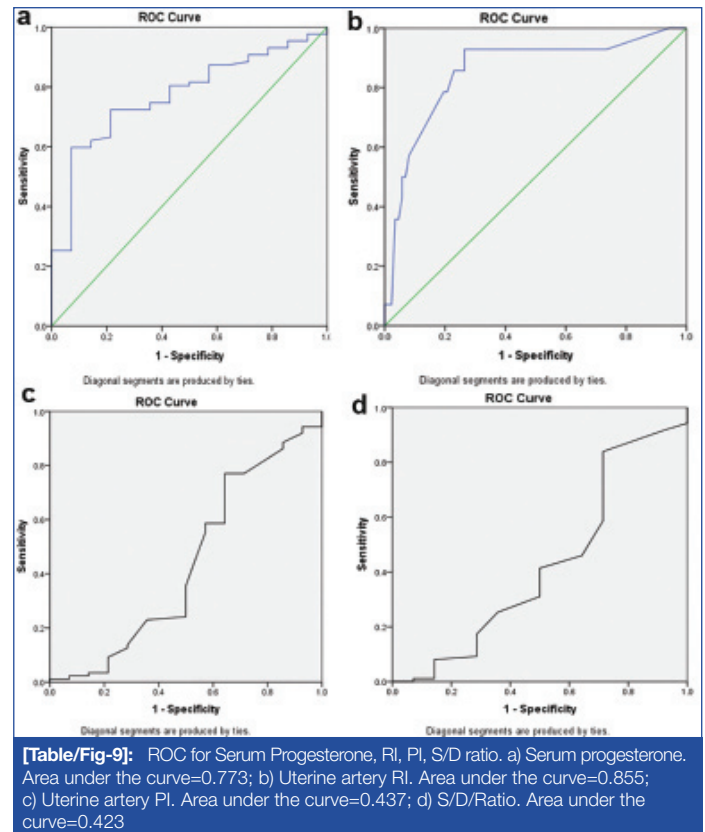 a
ROC Curve
1.0
0.8
0.6
0.4
0.2
0.0
Sensitivity
0.0 0.2 0.4 0.6 0.8 1.0
1 - Specificity
Diagonal segments are produced by ties.
b
ROC Curve
1.0
0.8
0.6
0.4
0.2
0.0
Sensitivity
0.0 0.2 0.4 0.6 0.8 1.0
1 - Specificity
Diagonal segments are produced by ties.
c
ROC Curve
1.0
0.8
0.6
0.4
0.2
0.0
Sensitivity
0.0 0.2 0.4 0.6 0.8 1.0
1 - Specificity
Diagonal segments are produced by ties.
d
ROC Curve
1.0
0.8
0.6
0.4
0.2
0.0
Sensitivity
0.0 0.2 0.4 0.6 0.8 1.0
1 - Specificity
Diagonal segments are produced by ties.
[Table/Fig-9]: ROC for Serum Progesterone, RI, PI, S/D ratio. a) Serum progesterone.
Area under the curve=0.773; b) Uterine artery RI. Area under the curve=0.855;
c) Uterine artery PI. Area under the curve=0.437; d) S/D/Ratio. Area under the
curve=0.423